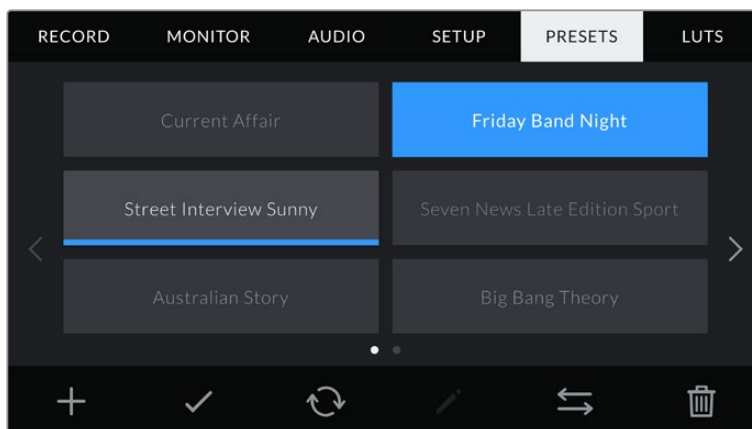 RECORD MONITOR AUDIO SETUP PRESETS LUTS
Current Affair Friday Band Night
Street Interview Sunny Seven News Late Edition Sport
Australian Story Big Bang Theory